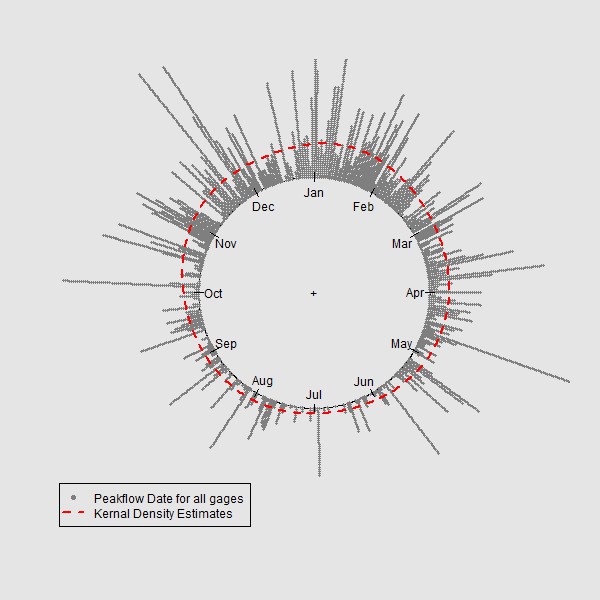 Jan
Dec
Feb
Nov
Mar
Oct
Apr
Sep
May
Aug
Jun
Jul
Peakflow Date for all gages
Kernal Density Estimates